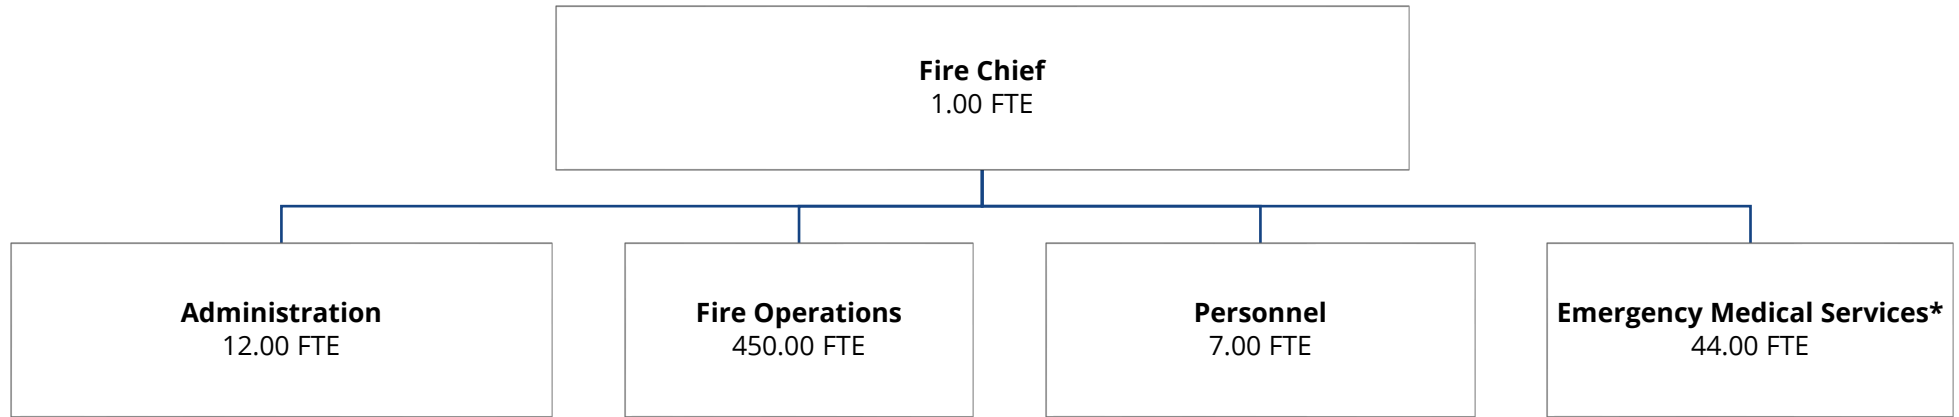 Fire Chief
1.00 FTE
Administration
12.00 FTE
Fire Operations
450.00 FTE
Personnel
7.00 FTE
Emergency Medical Services*
44.00 FTE